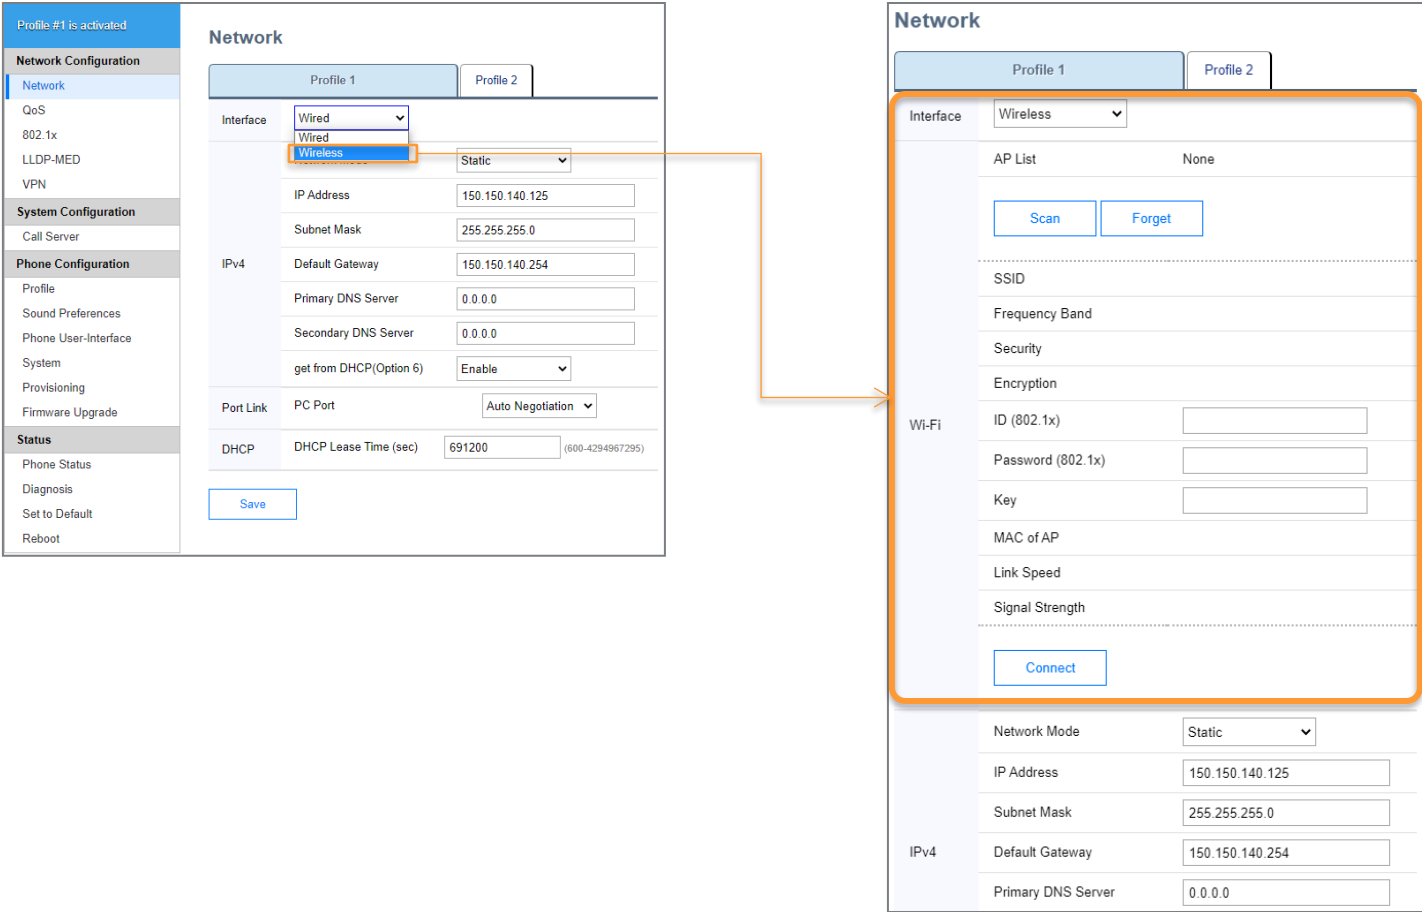 Profile #1 is activated
Network Configuration
Network
QoS
802.1x
LLDP-MED
VPN
System Configuration
Call Server
Phone Configuration
Profile
Sound Preferences
Phone User-Interface
System
Provisioning
Firmware Upgrade
Status
Phone Status
Diagnosis
Set to Default
Reboot
Network
Profile 1 Profile 2
Interface Wired
Wired
Wireless
Static
IP Address 150.150.140.125
Subnet Mask 255.255.255.0
IPv4 Default Gateway 150.150.140.254
Primary DNS Server 0.0.0.0
Secondary DNS Server 0.0.0.0
get from DHCP(Option 6) Enable
Port Link PC Port Auto Negotiation
DHCP DHCP Lease Time (sec) 691200 (600-4294967295)
Save
Network
Profile 1 Profile 2
Interface Wireless
AP List None
Scan Forget
SSID
Frequency Band
Security
Encryption
Wi-Fi ID (802.1x)
Password (802.1x)
Key
MAC of AP
Link Speed
Signal Strength
Connect
Network Mode Static
IP Address 150.150.140.125
Subnet Mask 255.255.255.0
IPv4 Default Gateway 150.150.140.254
Primary DNS Server 0.0.0.0